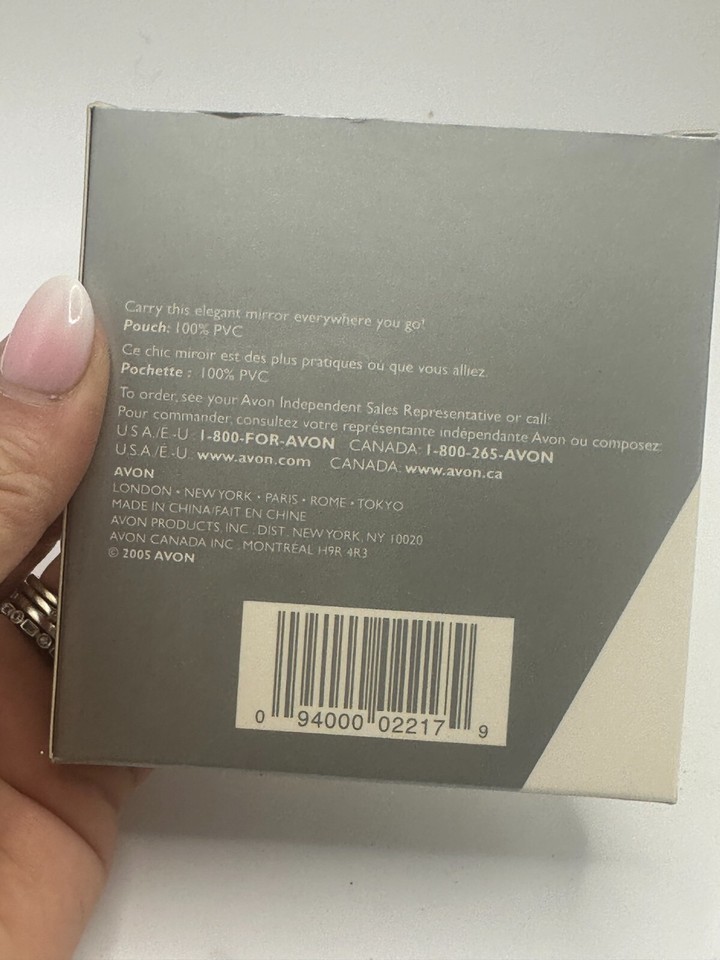 Carry this elegant mirror everywhere you go!
Pouch: 100% PVC
Ce chic miroir est des plus pratiques où que vous alliez.
Pochette : 100% PVC
To order, see your Avon Independent Sales Representative or call:
Pour commander, consultez votre représentante indépendante Avon ou composez:
U.S.A./É.-U. 1-800-FOR-AVON CANADA: 1-800-265-AVON
U.S.A./É.-U. www.avon.com CANADA: www.avon.ca
AVON
LONDON • NEW YORK • PARIS • ROME • TOKYO
MADE IN CHINA/FAIT EN CHINE
AVON PRODUCTS, INC. DIST. NEW YORK, NY 10020
AVON CANADA INC. MONTRÉAL H9R 4R3
© 2005 AVON
0 94000 02217 9